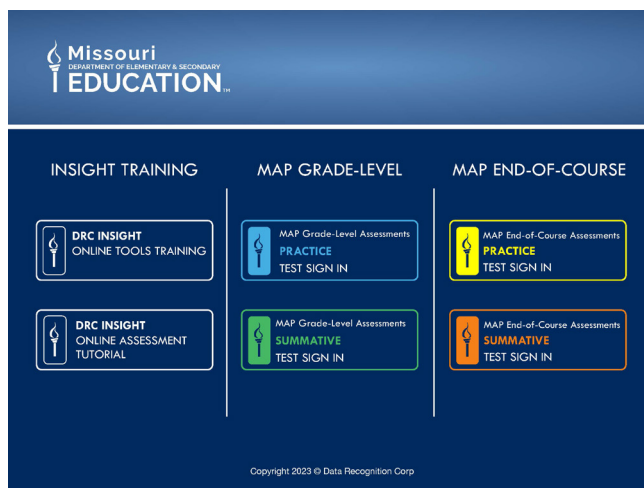 Missouri
DEPARTMENT OF ELEMENTARY & SECONDARY
EDUCATION™
INSIGHT TRAINING
DRC INSIGHT
ONLINE TOOLS TRAINING
DRC INSIGHT
ONLINE ASSESSMENT
TUTORIAL
MAP GRADE-LEVEL
MAP Grade-Level Assessments
PRACTICE
TEST SIGN IN
MAP Grade-Level Assessments
SUMMATIVE
TEST SIGN IN
MAP END-OF-COURSE
MAP End-of-Course Assessments
PRACTICE
TEST SIGN IN
MAP End-of-Course Assessments
SUMMATIVE
TEST SIGN IN
Copyright 2023 © Data Recognition Corp